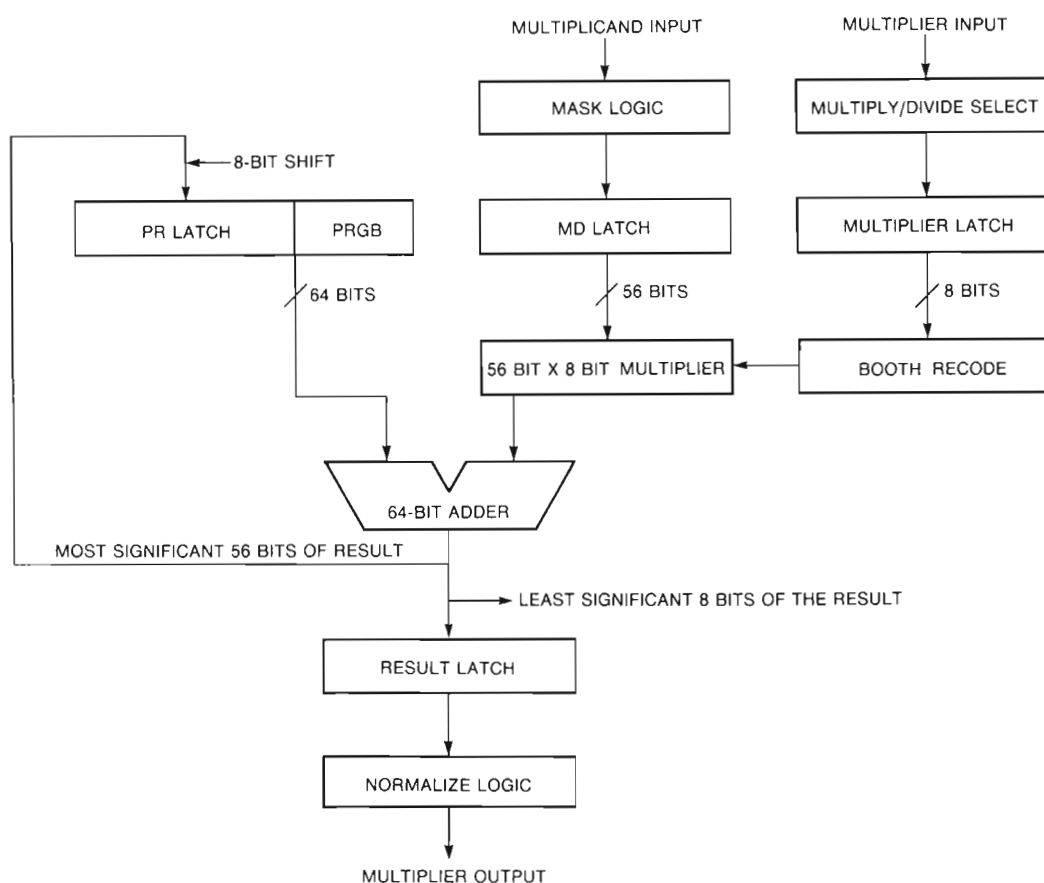 MULTIPLICAND INPUT
MULTIPLIER INPUT
MASK LOGIC
MULTIPLY/DIVIDE SELECT
8-BIT SHIFT
PR LATCH
PRGB
MD LATCH
MULTIPLIER LATCH
64 BITS
56 BITS
8 BITS
56 BIT X 8 BIT MULTIPLIER
BOOTH RECODE
64-BIT ADDER
MOST SIGNIFICANT 56 BITS OF RESULT
LEAST SIGNIFICANT 8 BITS OF THE RESULT
RESULT LATCH
NORMALIZE LOGIC
MULTIPLIER OUTPUT